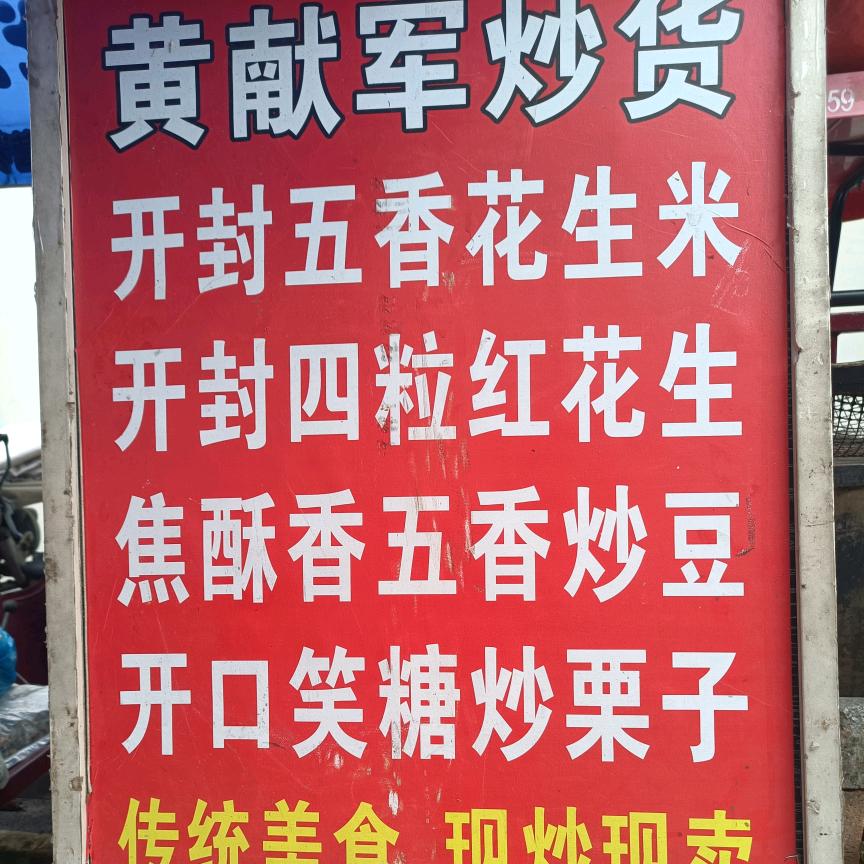 黄献军炒货
开封五香花生米
开封四粒红花生
焦酥香五香炒豆
开口笑糖炒栗子
传统美食 现炒现卖
59